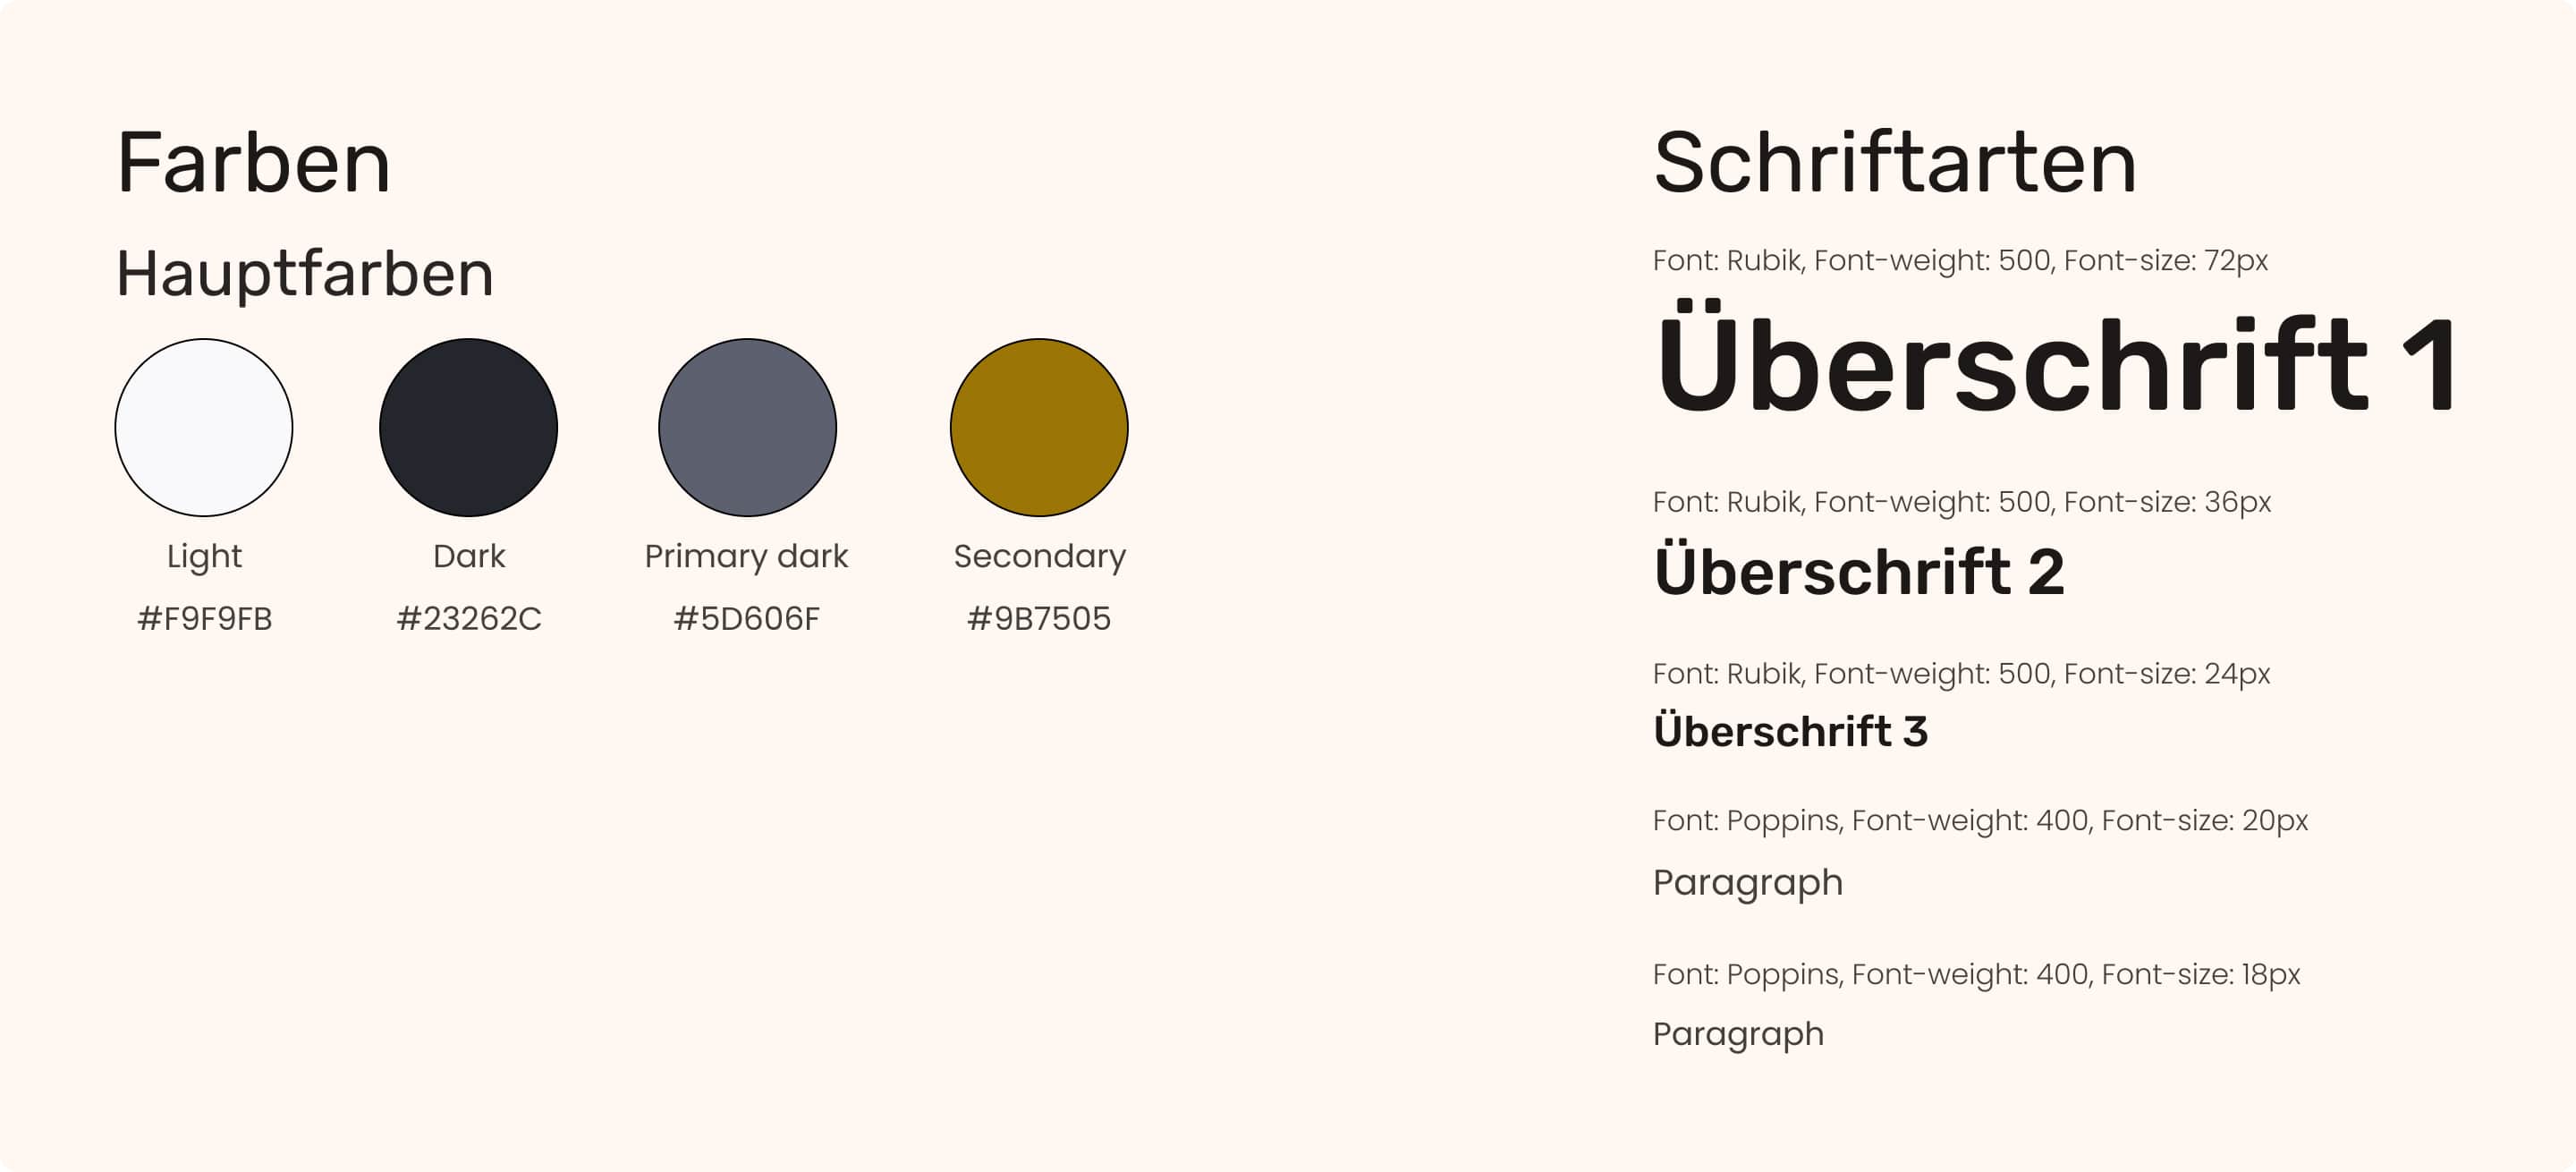 Farben
Hauptfarben
Light
#F9F9FB
Dark
#23262C
Primary dark
#5D606F
Secondary
#9B7505
Schriftarten
Font: Rubik, Font-weight: 500, Font-size: 72px
Überschrift 1
Font: Rubik, Font-weight: 500, Font-size: 36px
Überschrift 2
Font: Rubik, Font-weight: 500, Font-size: 24px
Überschrift 3
Font: Poppins, Font-weight: 400, Font-size: 20px
Paragraph
Font: Poppins, Font-weight: 400, Font-size: 18px
Paragraph